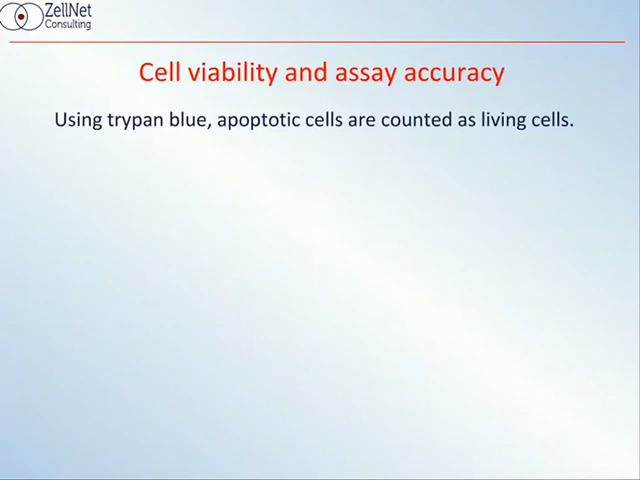 ZellNet
Consulting
Cell viability and assay accuracy
Using trypan blue, apoptotic cells are counted as living cells.